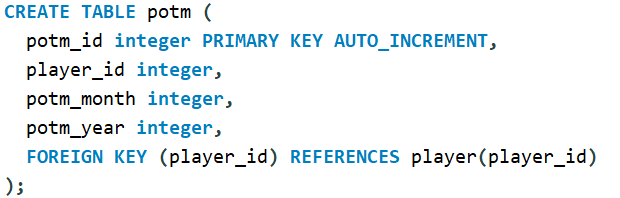 CREATE TABLE potm (
  potm_id integer PRIMARY KEY AUTO_INCREMENT,
  player_id integer,
  potm_month integer,
  potm_year integer,
  FOREIGN KEY (player_id) REFERENCES player(player_id)
);